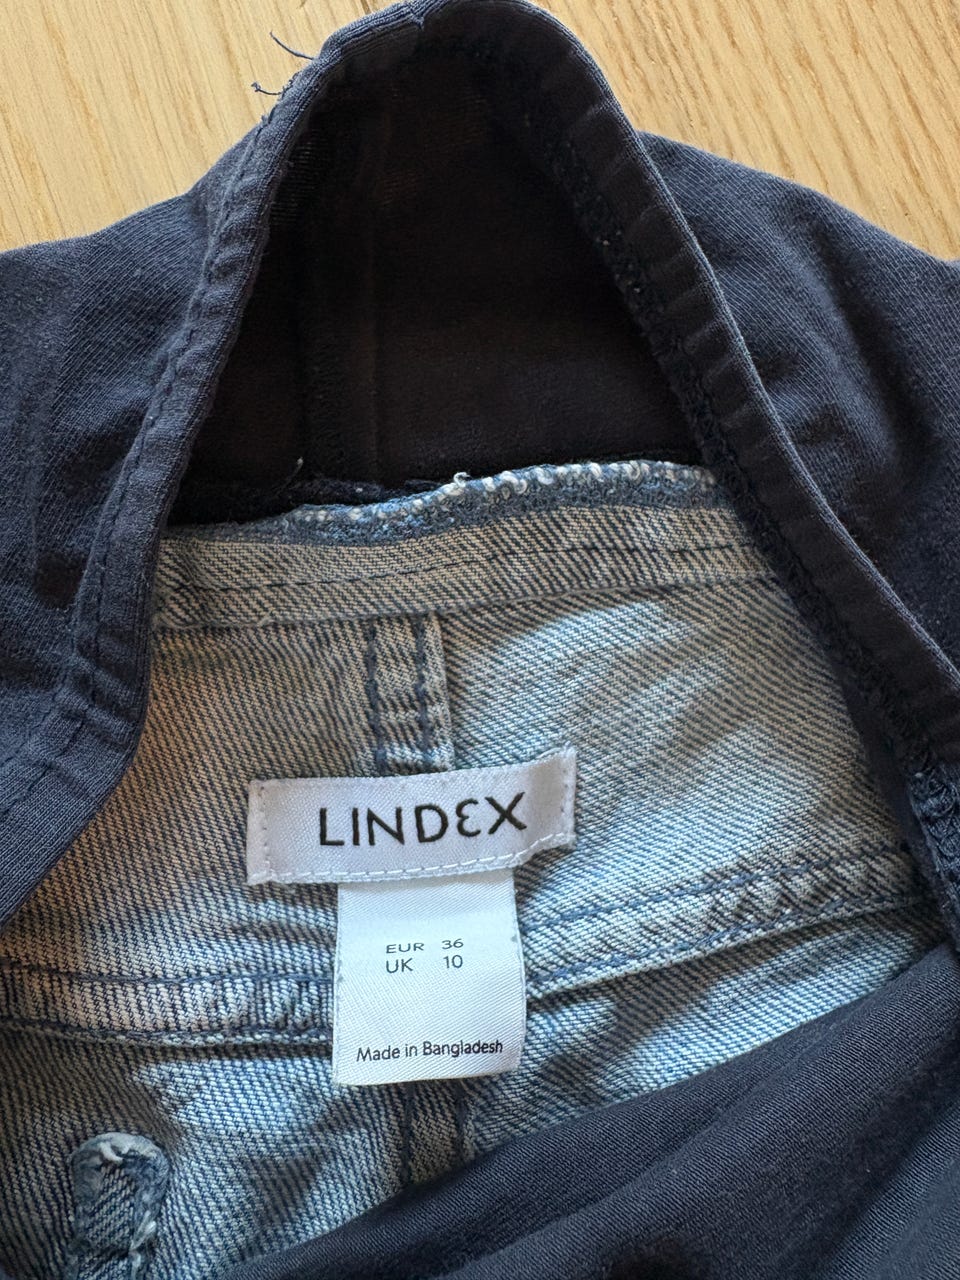 LINDEX
EUR 36
UK 10
Made in Bangladesh